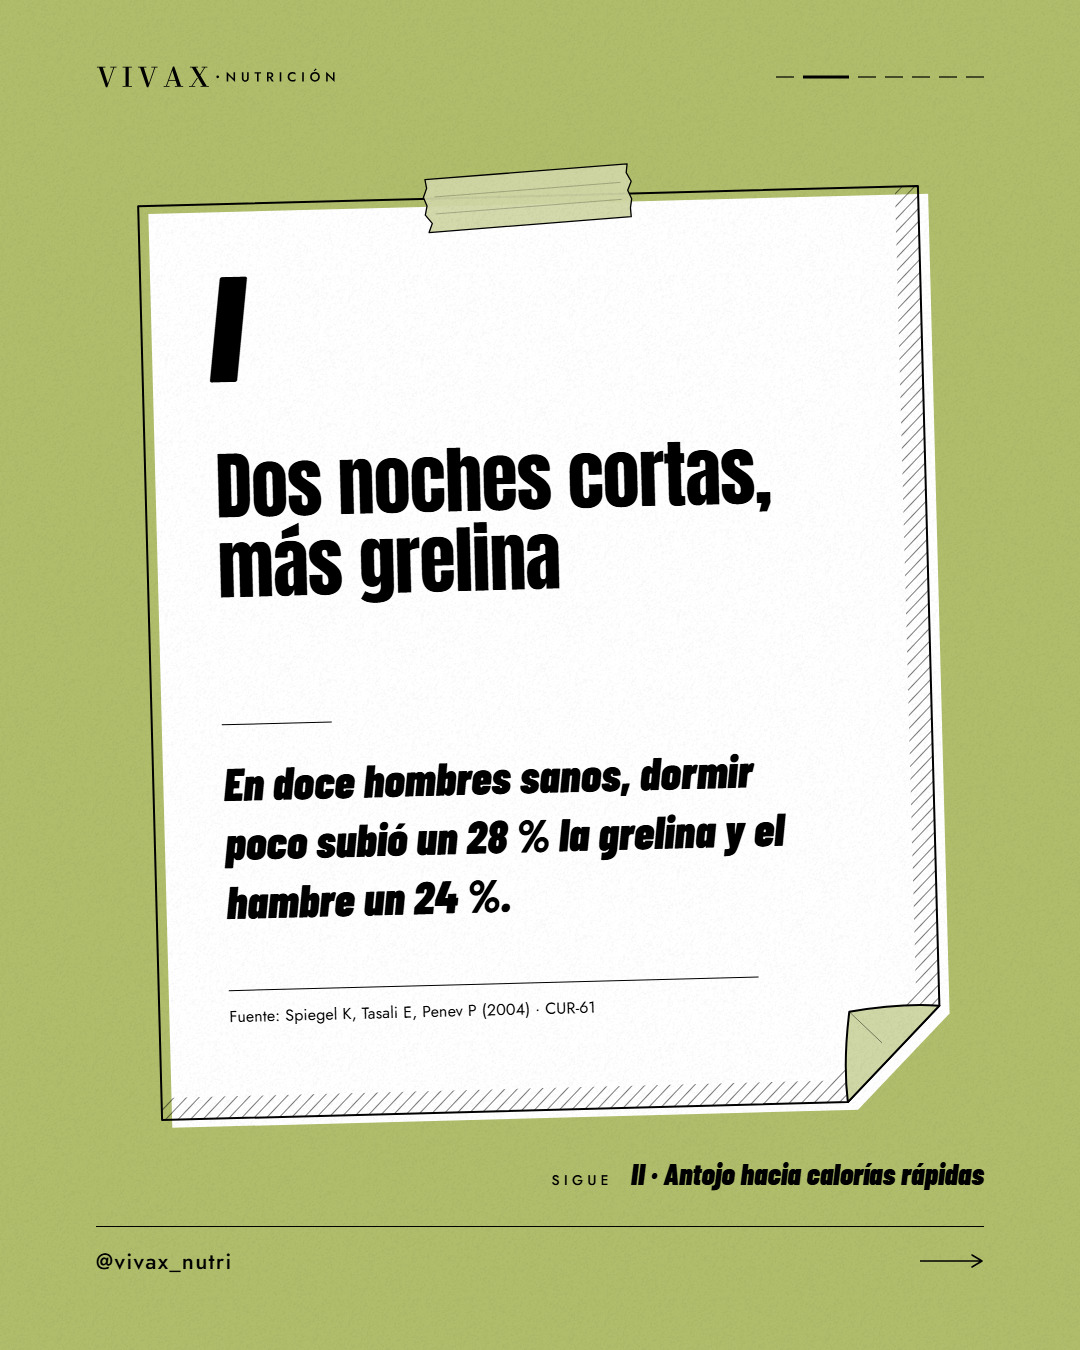 VIVAX·NUTRICIÓN
I
Dos noches cortas,
más grelina
En doce hombres sanos, dormir
poco subió un 28 % la grelina y el
hambre un 24 %.
Fuente: Spiegel K, Tasali E, Penev P (2004) · CUR-61
SIGUE II · Antojo hacia calorías rápidas
@vivax_nutri